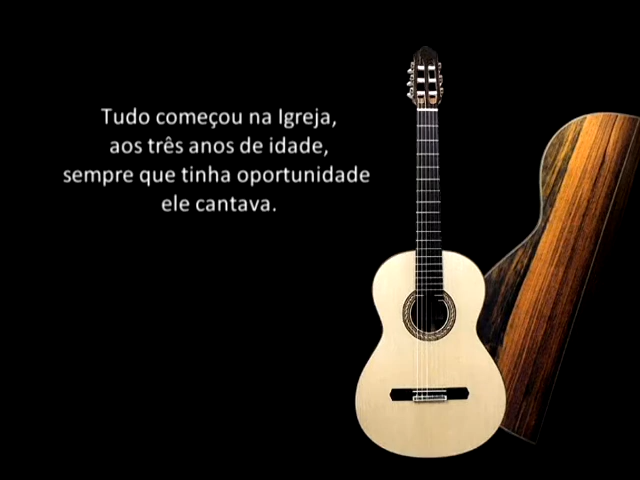 Tudo começou na Igreja,
aos três anos de idade,
sempre que tinha oportunidade
ele cantava.